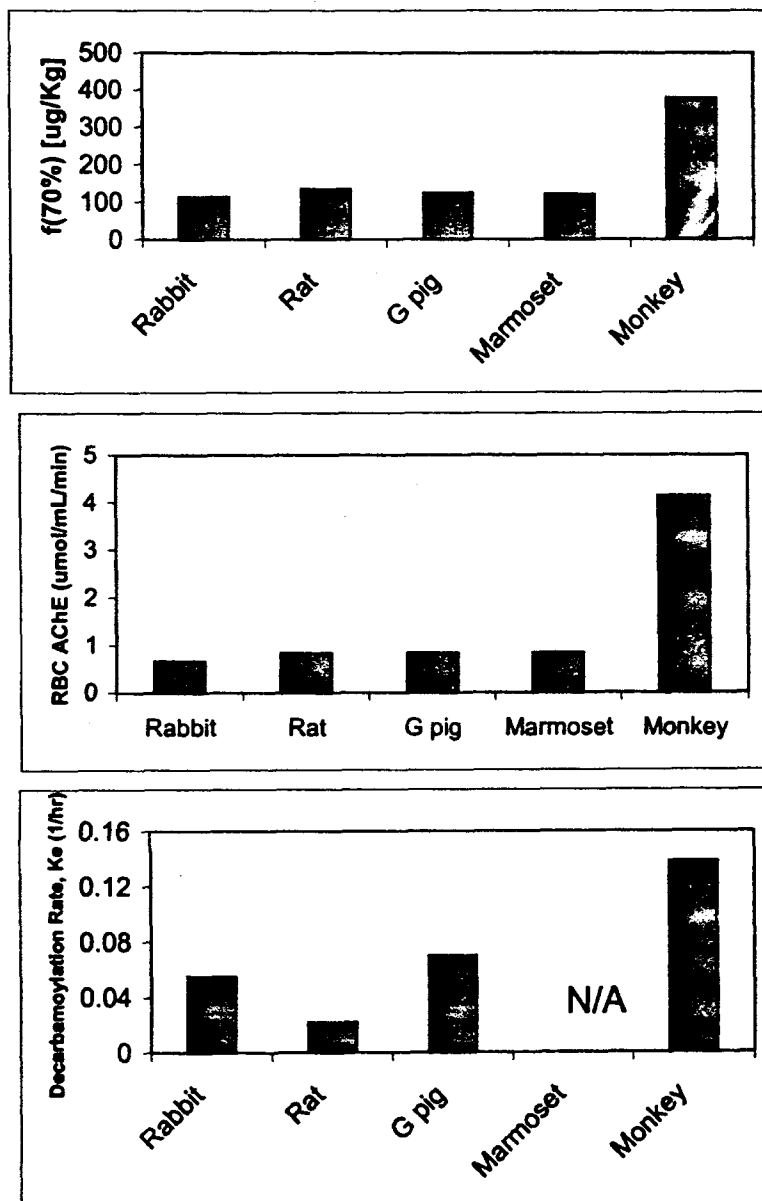 f(70%) [ug/Kg]
500
400
300
200
100
0
Rabbit
Rat
G pig
Marmoset
Monkey
RBC AChE (umol/mL/min)
5
4
3
2
1
0
Rabbit
Rat
G pig
Marmoset
Monkey
Decarbamoylation Rate, Ke (1/hr)
0.16
0.12
0.08
0.04
0
N/A
Rabbit
Rat
G pig
Marmoset
Monkey